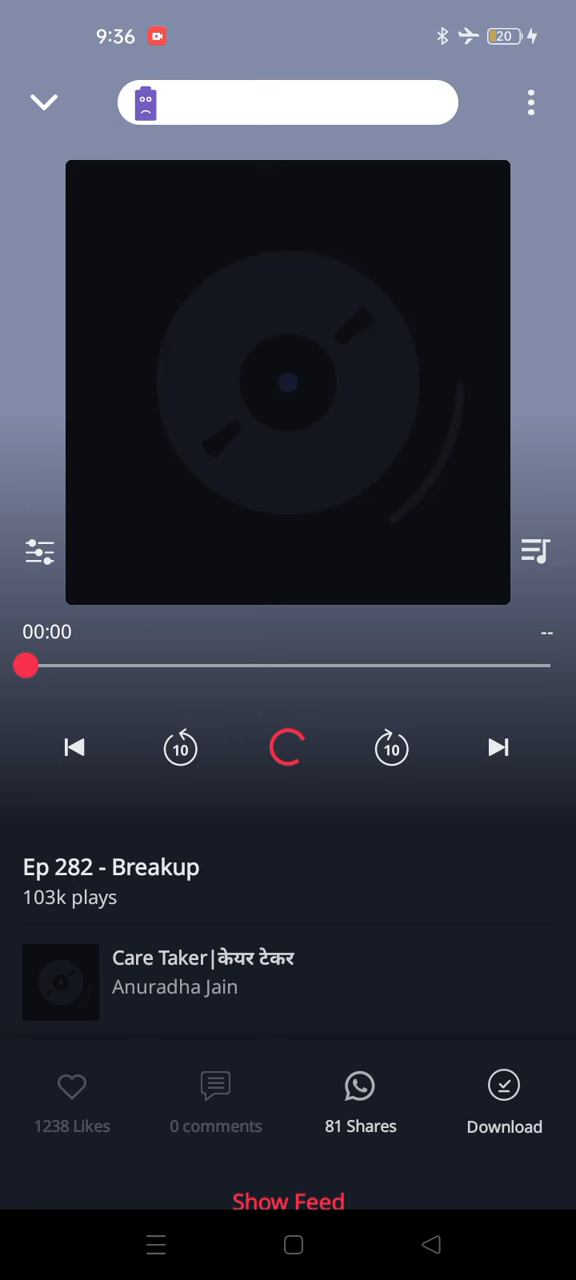 9:36
20
00:00
--
10
10
Ep 282 - Breakup
103k plays
Care Taker|केयर टेकर
Anuradha Jain
1238 Likes
0 comments
81 Shares
Download
Show Feed